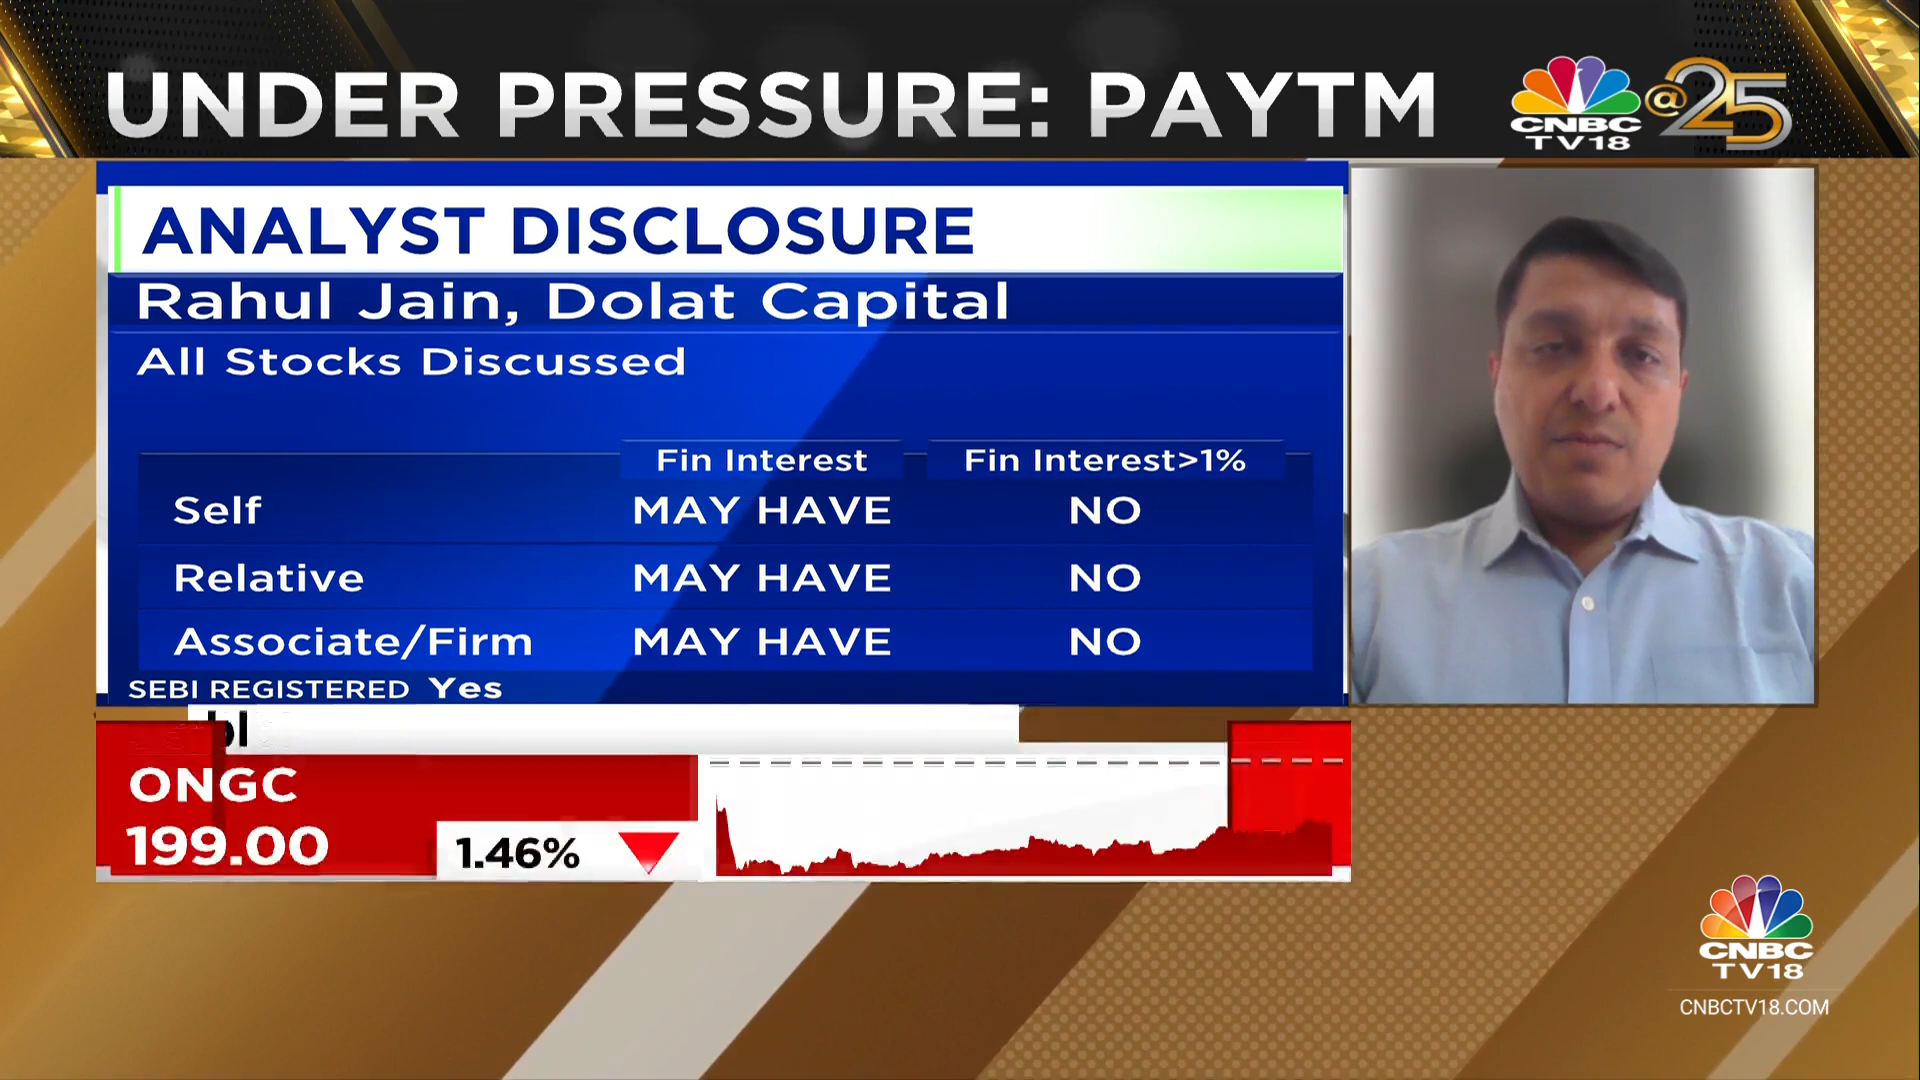 UNDER PRESSURE: PAYTM
CNBC
TV18
@25
ANALYST DISCLOSURE
Rahul Jain, Dolat Capital
All Stocks Discussed
Fin Interest Fin Interest>1%
Self MAY HAVE NO
Relative MAY HAVE NO
Associate/Firm MAY HAVE NO
SEBI REGISTERED Yes
ONGC
199.00
1.46%
CNBC
TV18
CNBCTV18.COM